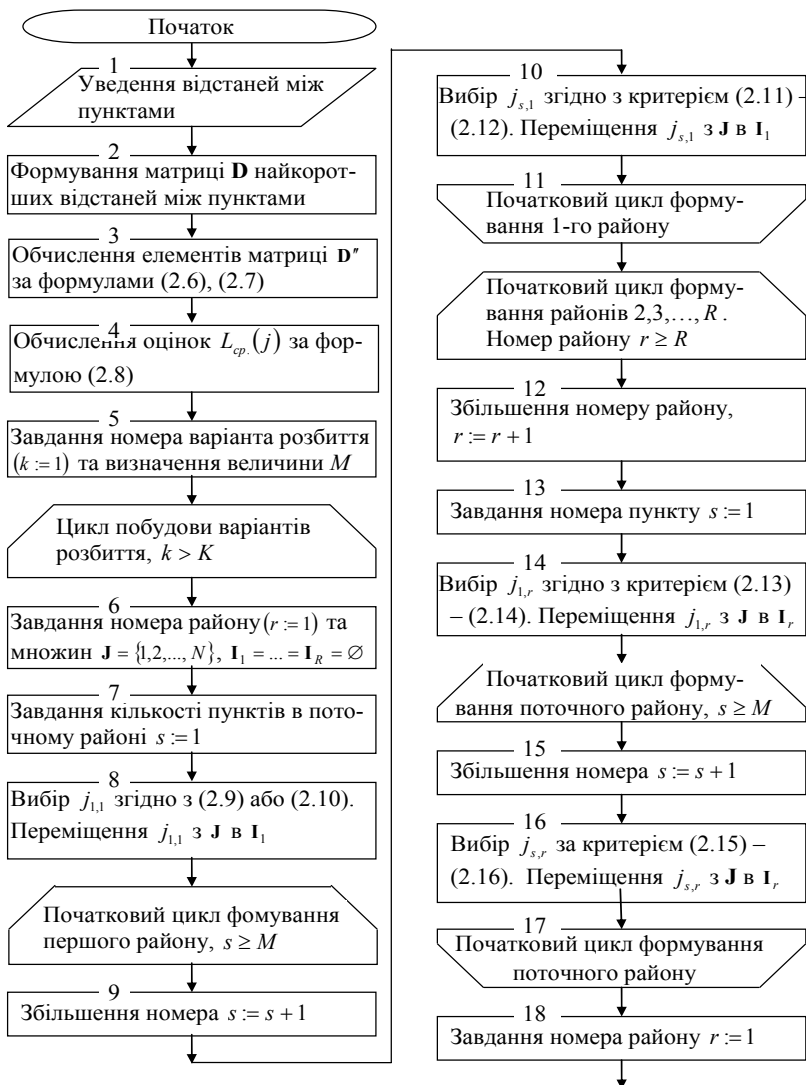 Початок
1
Уведення відстаней між
пунктами
2
Формування матриці D найкорот-
ших відстаней між пунктами
3
Обчислення елементів матриці D″
за формулами (2.6), (2.7)
4
Обчислення оцінок L_ср.(j) за фор-
мулою (2.8)
5
Завдання номера варіанта розбиття
(k := 1) та визначення величини M
Цикл побудови варіантів
розбиття, k > K
6
Завдання номера району (r := 1) та
множин J = {1,2,..., N}, I₁ = ... = I_R = ∅
7
Завдання кількості пунктів в пото-
чному районі s := 1
8
Вибір j₁,₁ згідно з (2.9) або (2.10).
Переміщення j₁,₁ з J в I₁
Початковий цикл фомування
першого району, s ≥ M
9
Збільшення номера s := s + 1
10
Вибір j_s,1 згідно з критерієм (2.11) –
(2.12). Переміщення j_s,1 з J в I₁
11
Початковий цикл форму-
вання 1-го району
Початковий цикл форму-
вання районів 2,3,…, R .
Номер району r ≥ R
12
Збільшення номеру району,
r := r + 1
13
Завдання номера пункту s := 1
14
Вибір j_1,r згідно з критерієм (2.13)
– (2.14). Переміщення j_1,r з J в I_r
Початковий цикл форму-
вання поточного району, s ≥ M
15
Збільшення номера s := s + 1
16
Вибір j_s,r за критерієм (2.15) –
(2.16). Переміщення j_s,r з J в I_r
17
Початковий цикл формування
поточного району
18
Завдання номера району r := 1